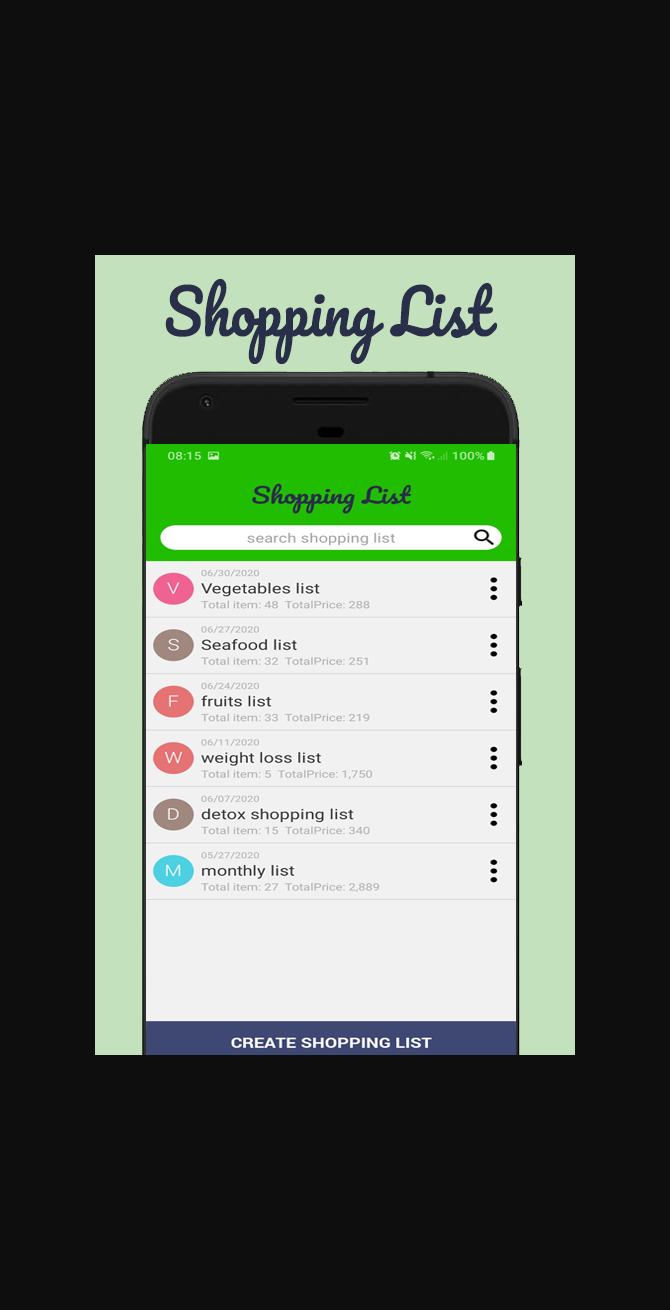 Shopping List
08:15 100%
Shopping List
search shopping list
06/30/2020
V Vegetables list
Total item: 48 TotalPrice: 288
06/27/2020
S Seafood list
Total item: 32 TotalPrice: 251
06/24/2020
F fruits list
Total item: 33 TotalPrice: 219
06/11/2020
W weight loss list
Total item: 5 TotalPrice: 1,750
06/07/2020
D detox shopping list
Total item: 15 TotalPrice: 340
05/27/2020
M monthly list
Total item: 27 TotalPrice: 2,889
CREATE SHOPPING LIST